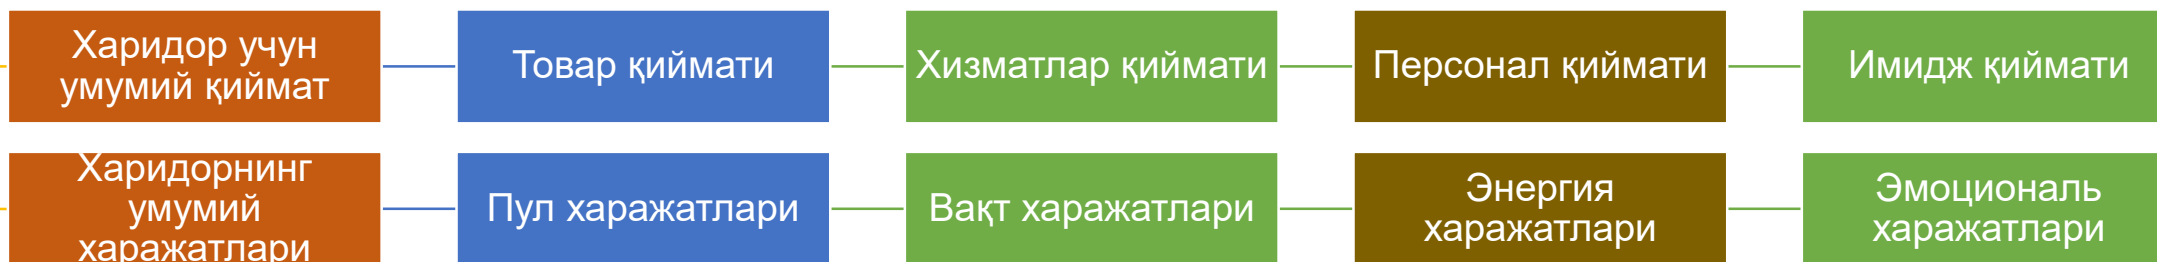 Харидор учун
умумий қиймат
Товар қиймати
Хизматлар қиймати
Персонал қиймати
Имидж қиймати
Харидорнинг
умумий
харажатлари
Пул харажатлари
Вақт харажатлари
Энергия
харажатлари
Эмоциональ
харажатлари